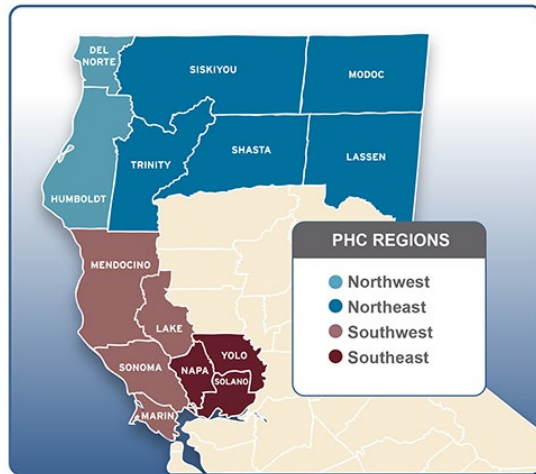 DEL
NORTE
SISKIYOU
MODOC
TRINITY
SHASTA
LASSEN
HUMBOLDT
MENDOCINO
LAKE
SONOMA
NAPA
YOLO
SOLANO
MARIN
PHC REGIONS
Northwest
Northeast
Southwest
Southeast